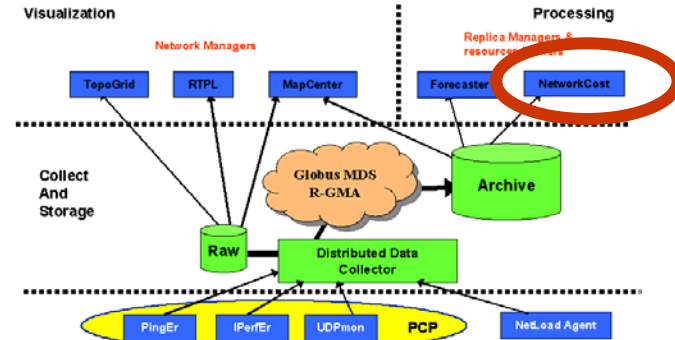 Visualization
Processing
Network Managers
Replica Managers &
TopoGrid
RTPL
MapCenter
Forecaster
NetworkCost
Collect
And
Storage
Globus MDS
R-GMA
Archive
Raw
Distributed Data
Collector
PingEr
IPerfEr
UDPmon
PCP
NetLoad Agent